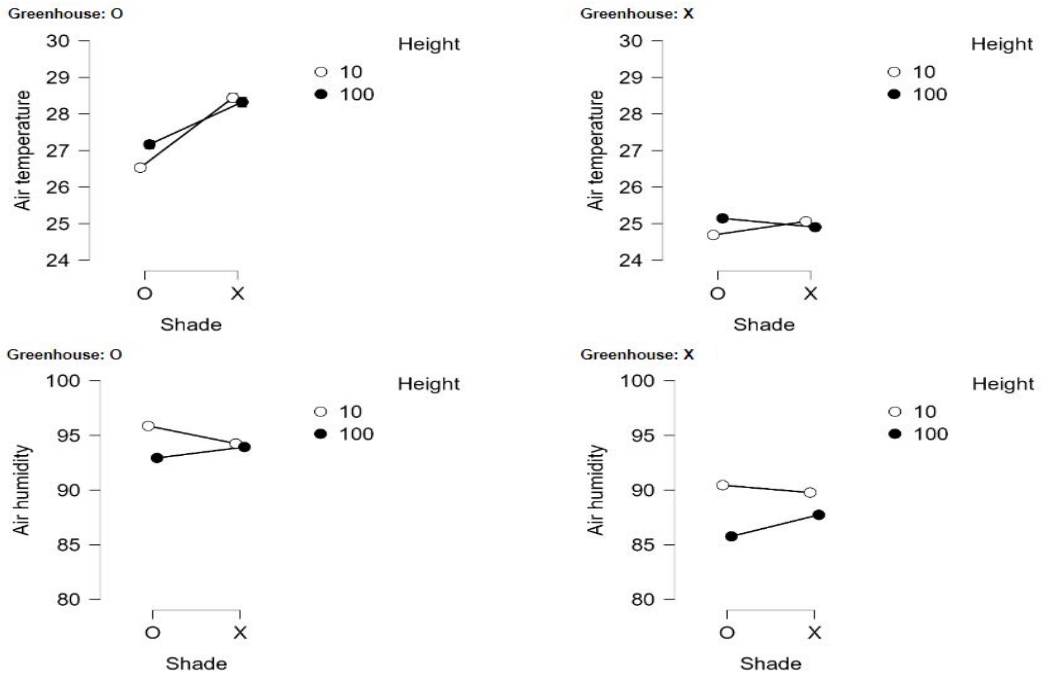 Greenhouse: O
30
29
28
27
26
25
24
Air temperature
O X
Shade
Height
10
100
Greenhouse: X
30
29
28
27
26
25
24
Air temperature
O X
Shade
Height
10
100
Greenhouse: O
100
95
90
85
80
Air humidity
O X
Shade
Height
10
100
Greenhouse: X
100
95
90
85
80
Air humidity
O X
Shade
Height
10
100